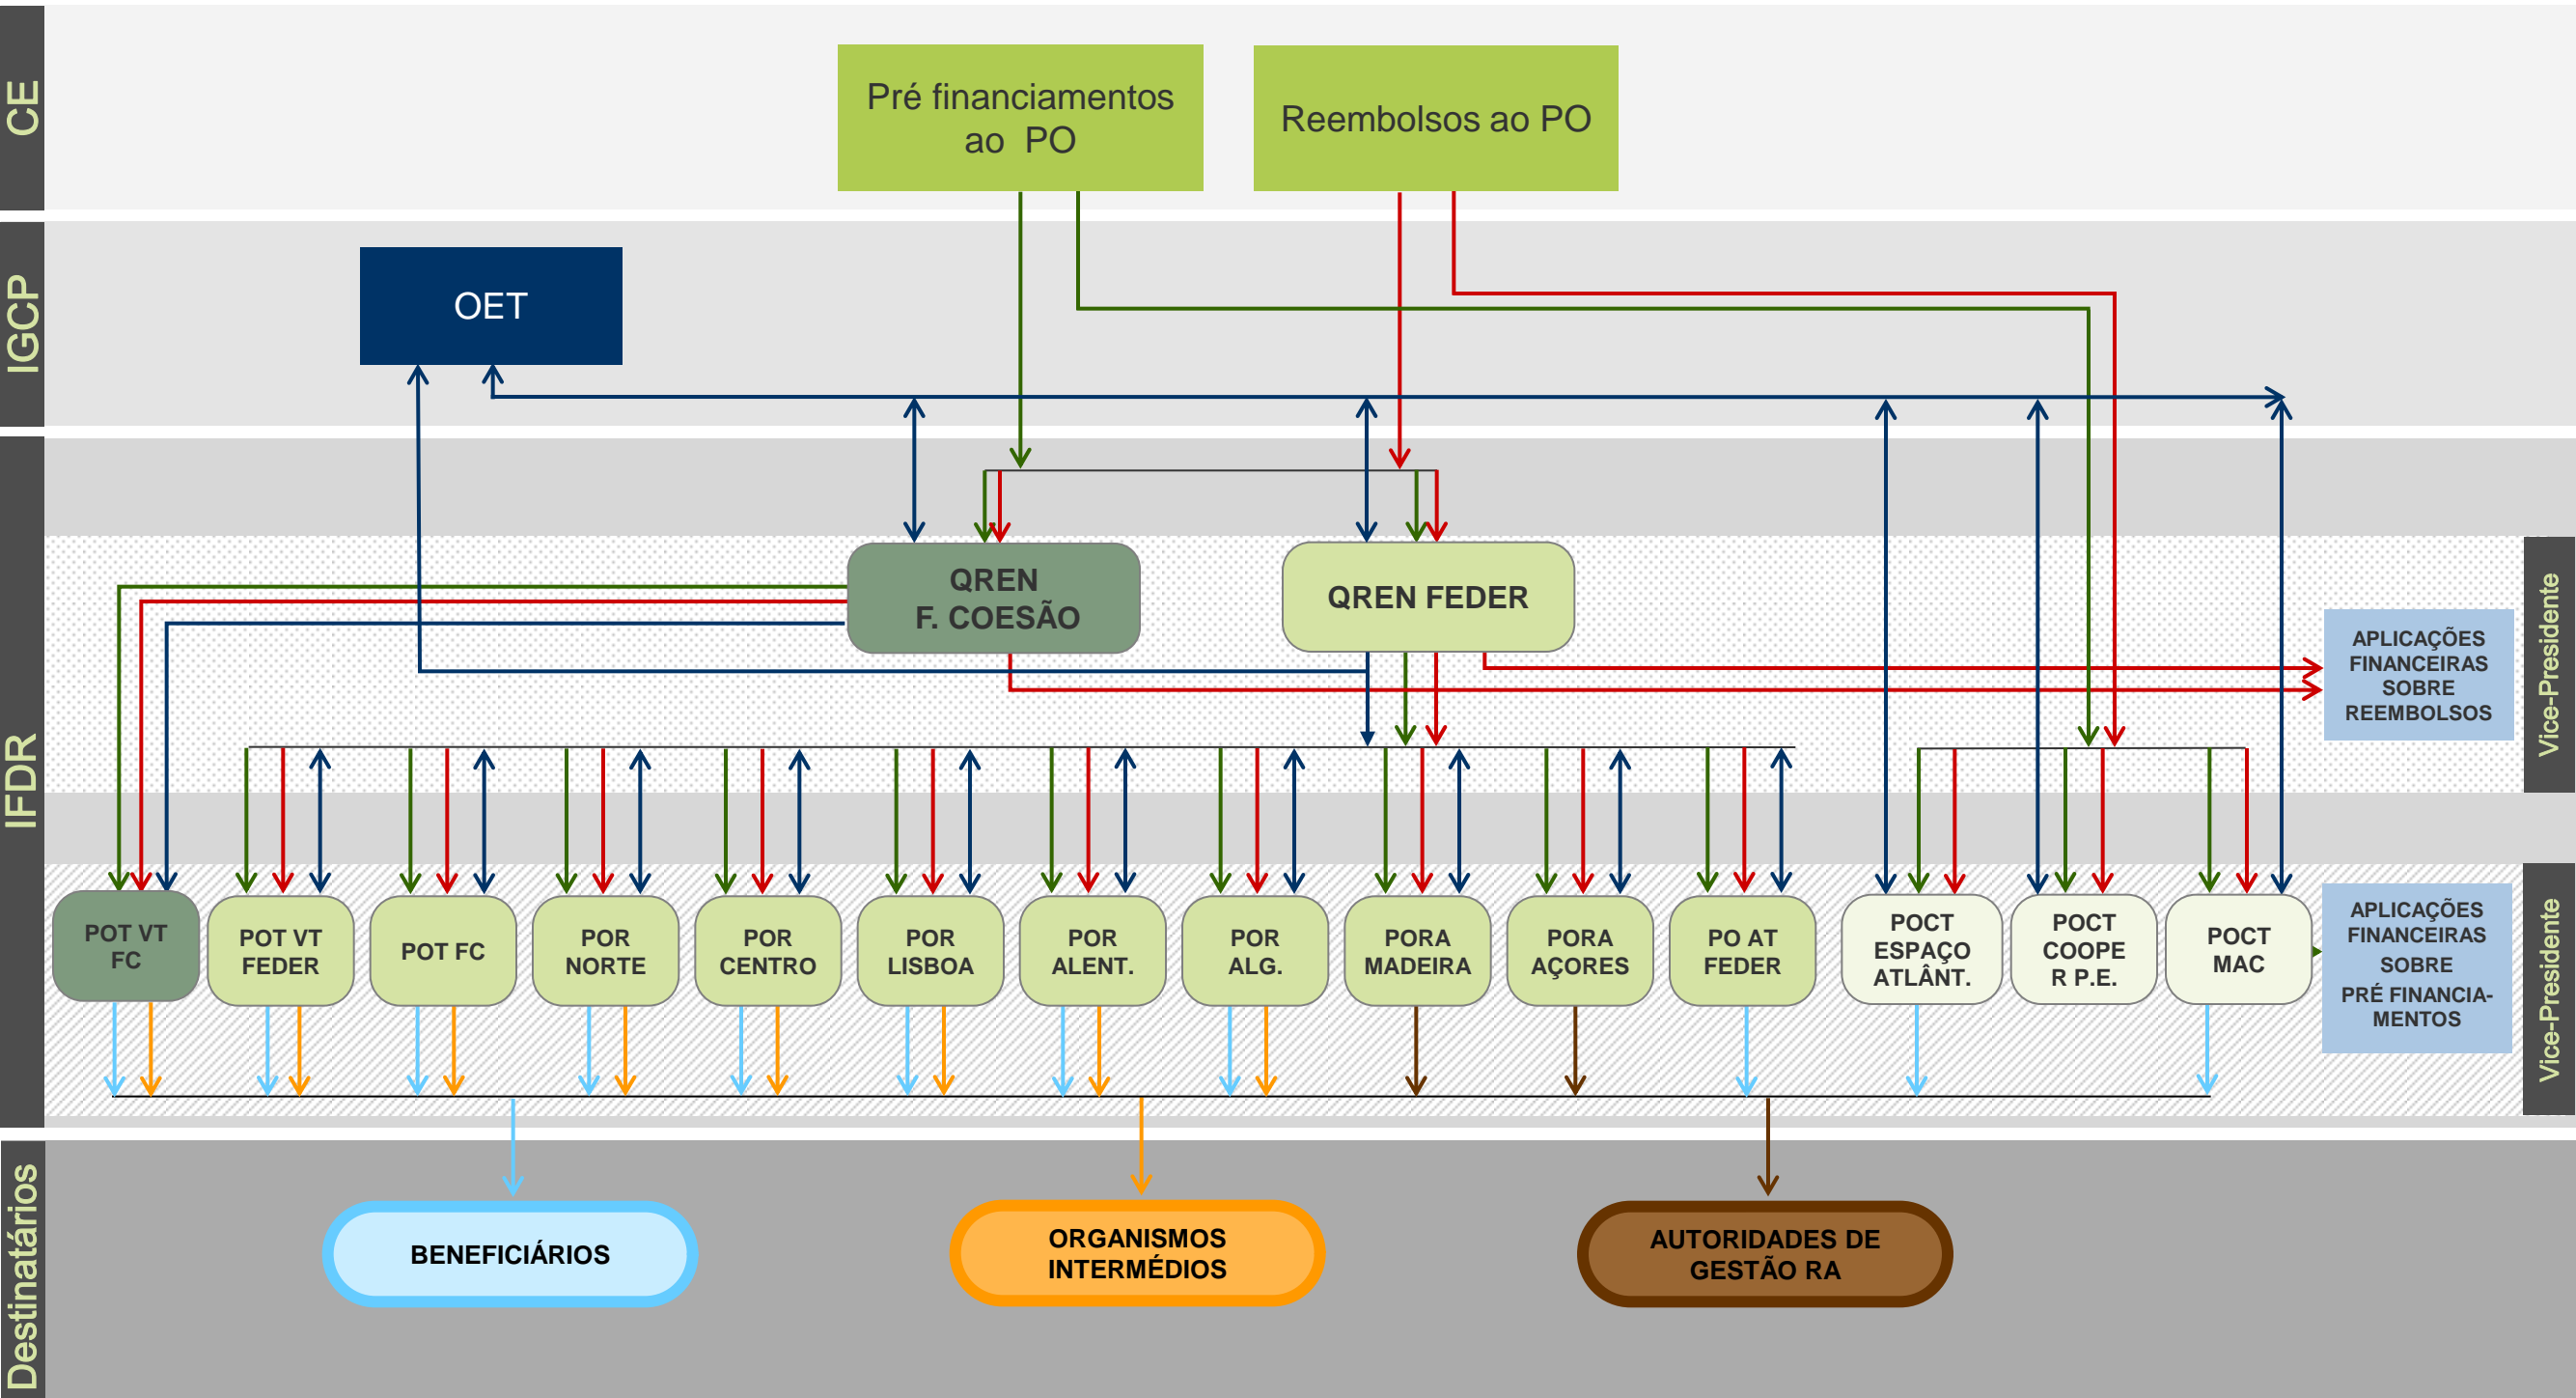 CE
Pré financiamentos
ao PO
Reembolsos ao PO
IGCP
OET
IFDR
QREN
F. COESÃO
QREN FEDER
APLICAÇÕES
FINANCEIRAS
SOBRE
REEMBOLSOS
Vice-Presidente
POT VT
FC
POT VT
FEDER
POT FC
POR
NORTE
POR
CENTRO
POR
LISBOA
POR
ALENT.
POR
ALG.
PORA
MADEIRA
PORA
AÇORES
PO AT
FEDER
POCT
ESPAÇO
ATLÂNT.
POCT
COOPE
R P.E.
POCT
MAC
APLICAÇÕES
FINANCEIRAS
SOBRE
PRÉ FINANCIA-
MENTOS
Vice-Presidente
Destinatários
BENEFICIÁRIOS
ORGANISMOS
INTERMÉDIOS
AUTORIDADES DE
GESTÃO RA